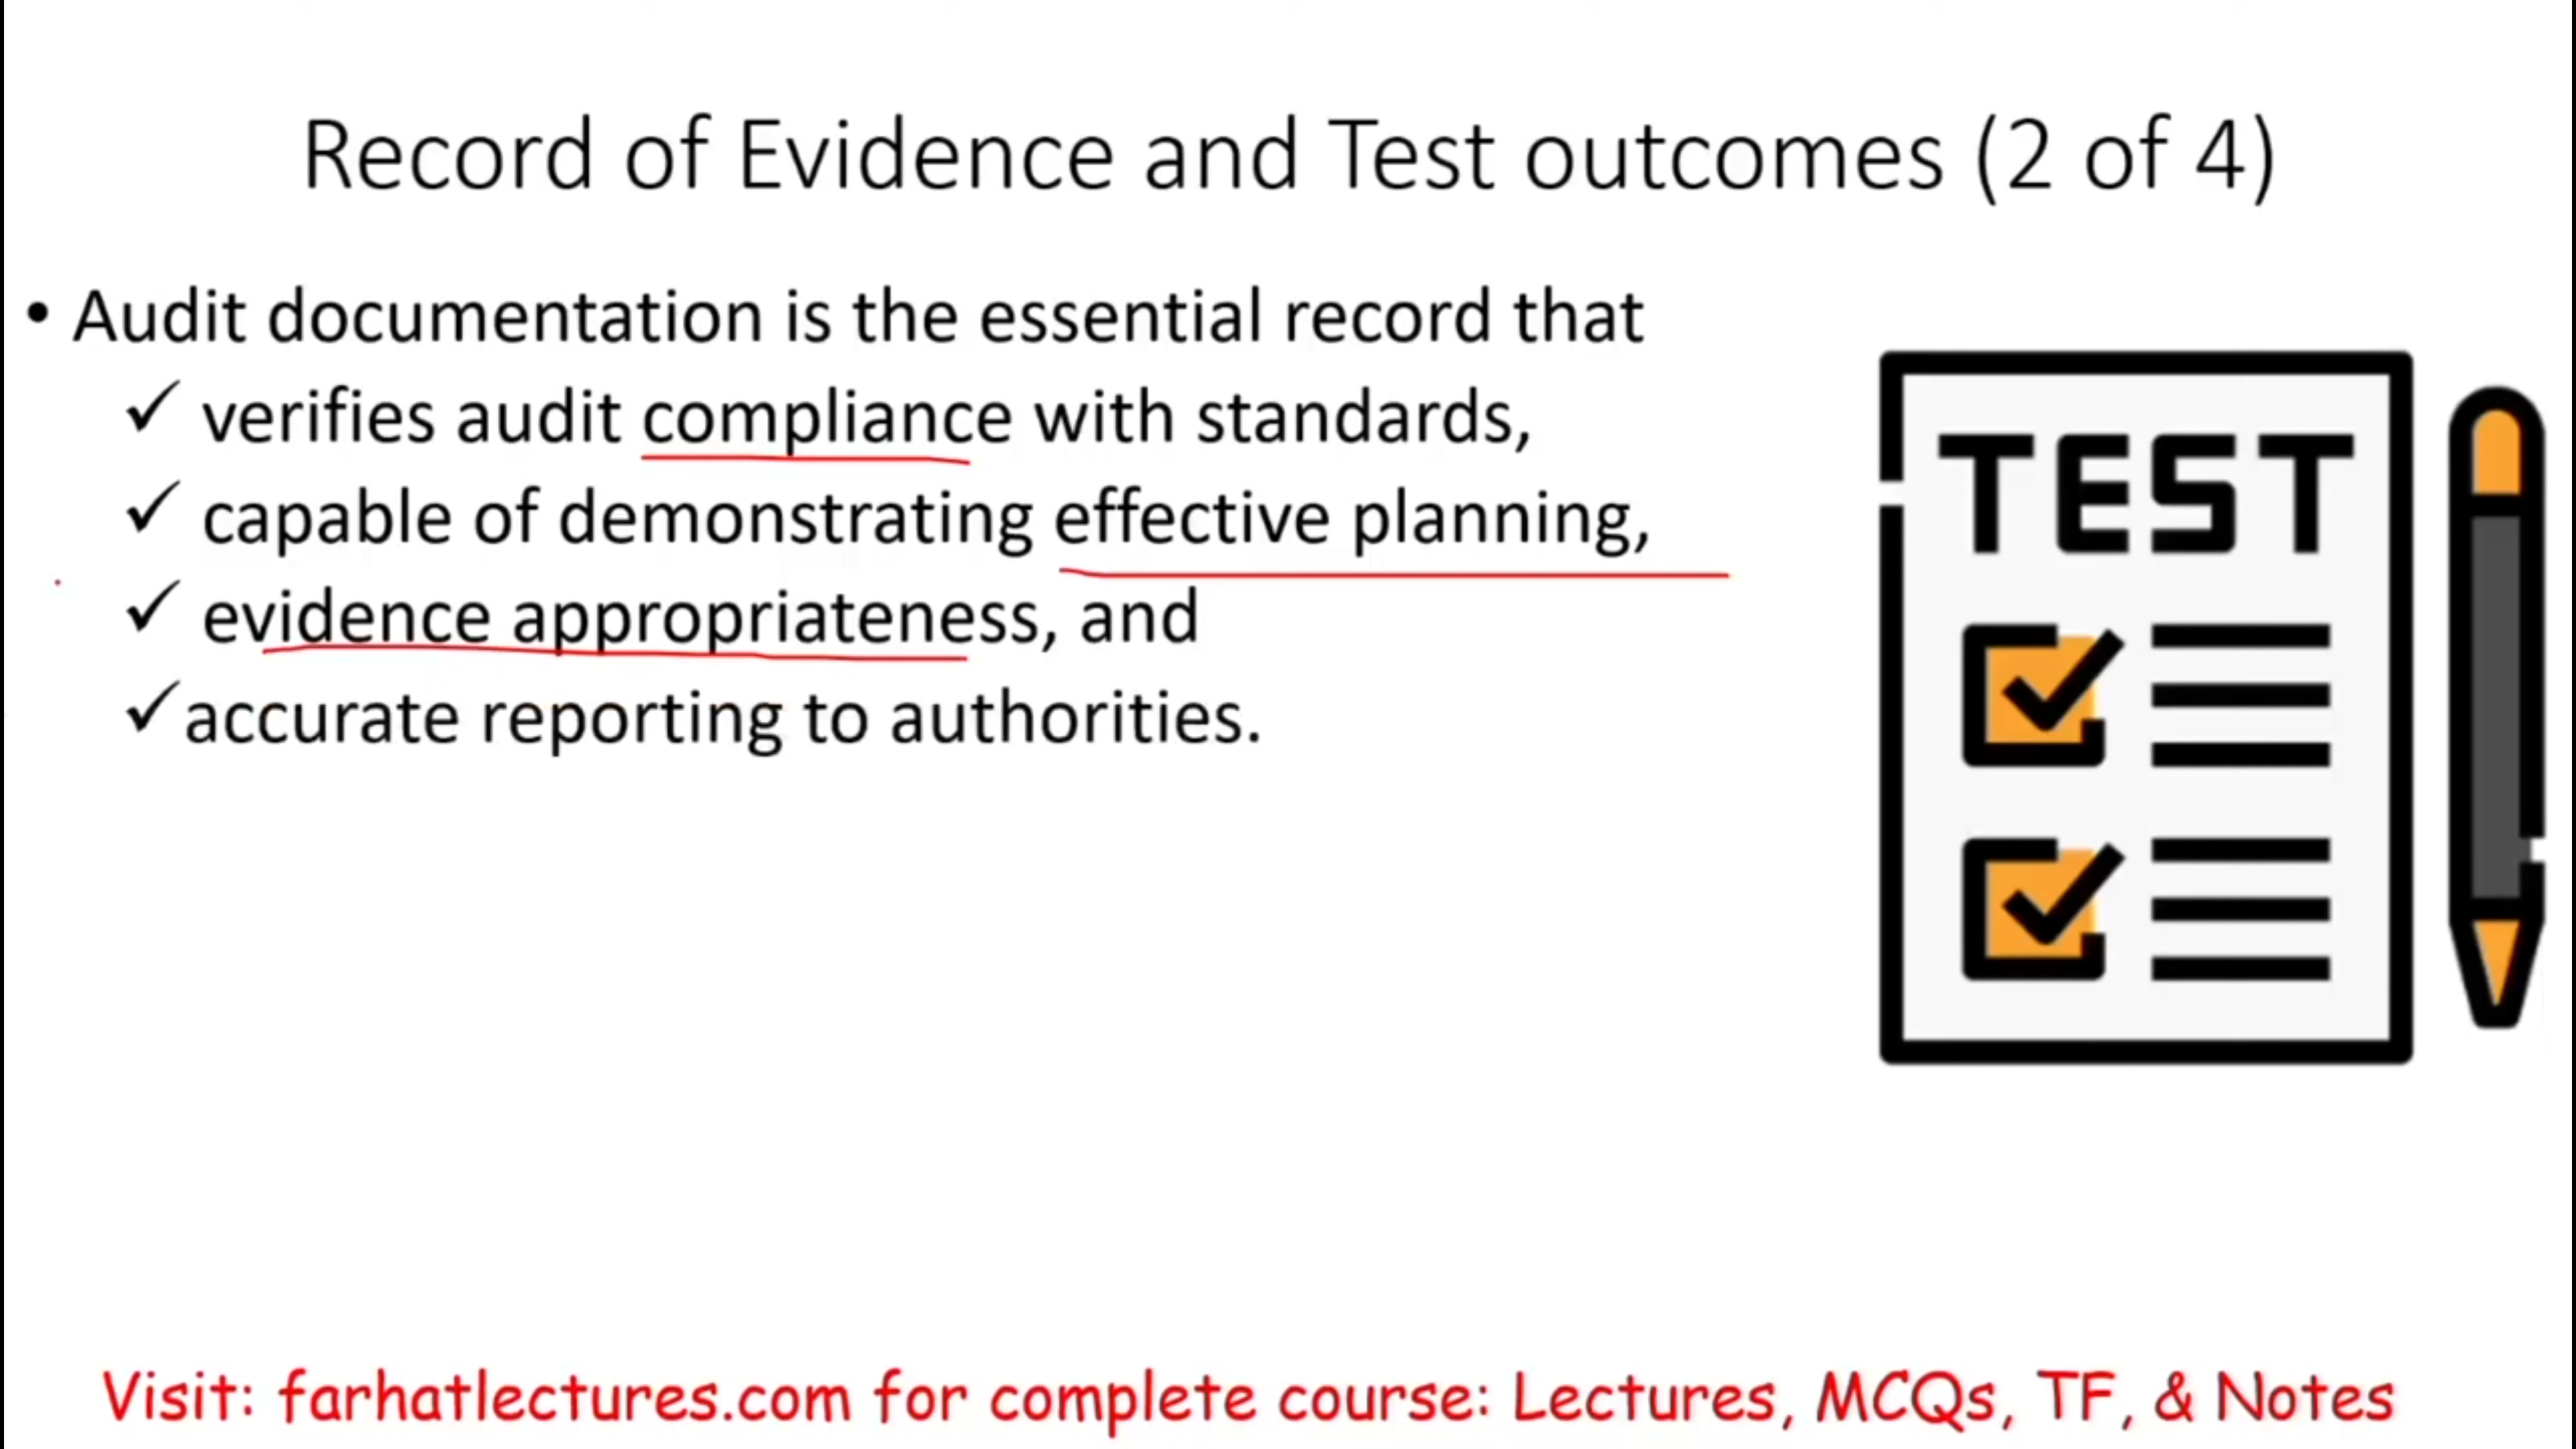 Record of Evidence and Test outcomes (2 of 4)
• Audit documentation is the essential record that
✓ verifies audit compliance with standards,
✓ capable of demonstrating effective planning,
✓ evidence appropriateness, and
✓ accurate reporting to authorities.
TEST
Visit: farhatlectures.com for complete course: Lectures, MCQs, TF, & Notes